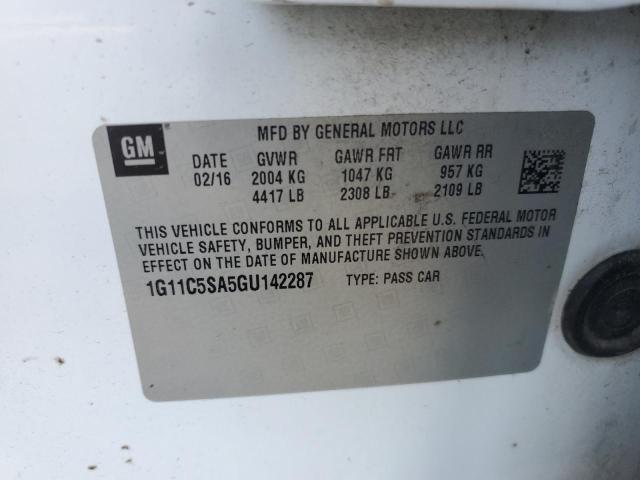 GM
MFD BY GENERAL MOTORS LLC
DATE GVWR GAWR FRT GAWR RR
02/16 2004 KG 1047 KG 957 KG
4417 LB 2308 LB 2109 LB
THIS VEHICLE CONFORMS TO ALL APPLICABLE U.S. FEDERAL MOTOR
VEHICLE SAFETY, BUMPER, AND THEFT PREVENTION STANDARDS IN
EFFECT ON THE DATE OF MANUFACTURE SHOWN ABOVE.
1G11C5SA5GU142287 TYPE: PASS CAR